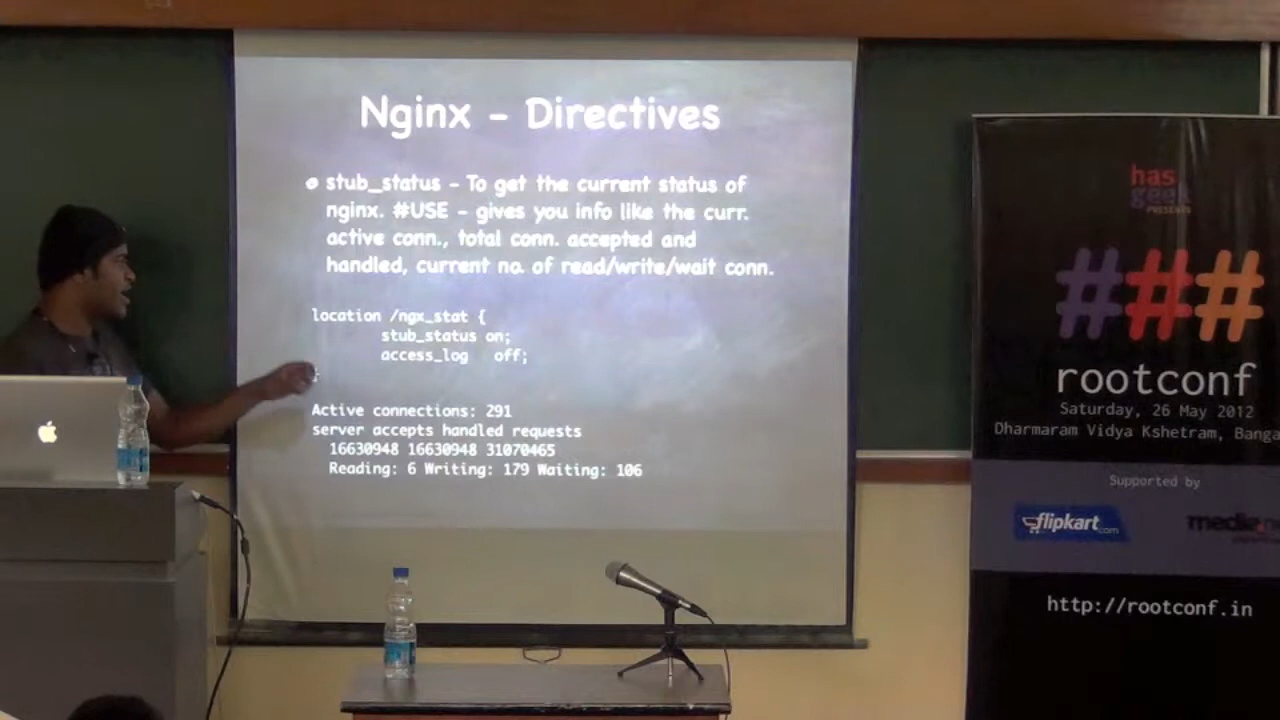 Nginx - Directives
stub_status - To get the current status of
nginx. #USE - gives you info like the curr.
active conn., total conn. accepted and
handled, current no. of read/write/wait conn.
location /ngx_stat {
stub_status on;
access_log off;
Active connections: 291
server accepts handled requests
16630948 16630948 31070465
Reading: 6 Writing: 179 Waiting: 106
has
geek
PRESENTS
###
rootconf
Saturday, 26 May 2012
Dharmaram Vidya Kshetram, Banga
Supported by
flipkart.com
http://rootconf.in